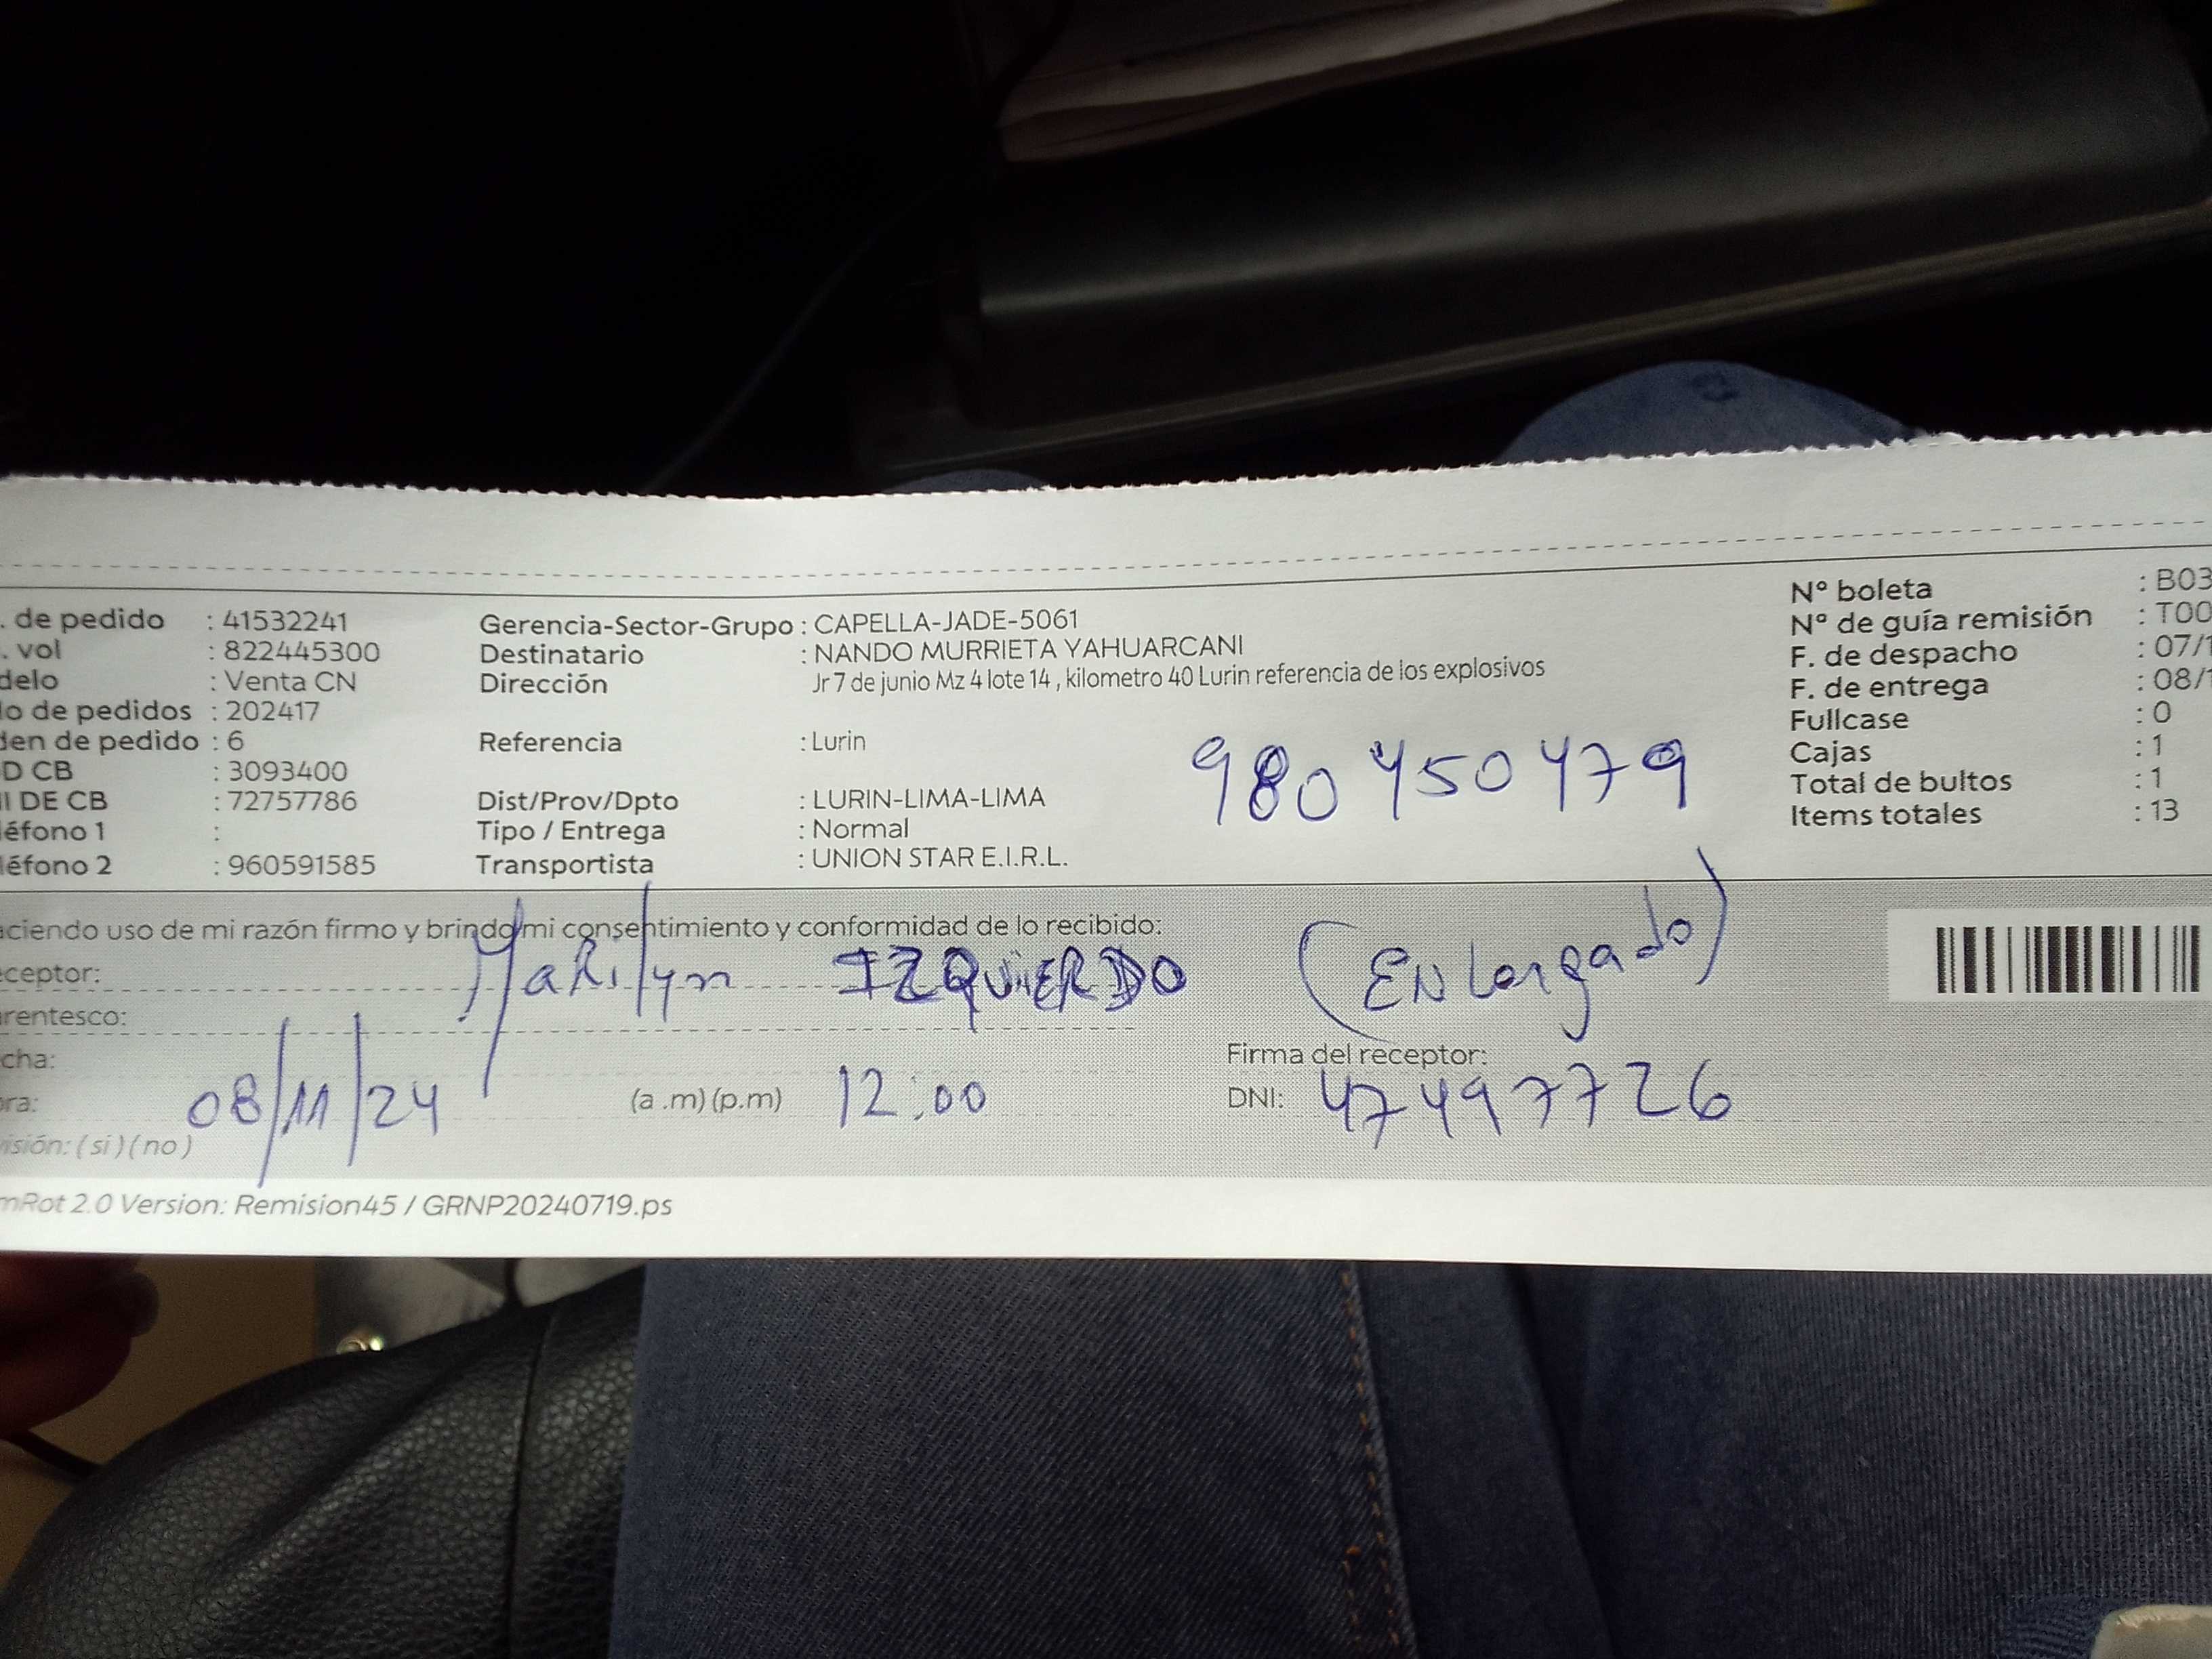 . de pedido : 41532241
. vol : 822445300
delo : Venta CN
lo de pedidos : 202417
den de pedido : 6
D CB : 3093400
I DE CB : 72757786
léfono 1 :
léfono 2 : 960591585
Gerencia-Sector-Grupo : CAPELLA-JADE-5061
Destinatario : NANDO MURRIETA YAHUARCANI
Dirección Jr 7 de junio Mz 4 lote 14 , kilometro 40 Lurin referencia de los explosivos
Referencia : Lurin
Dist/Prov/Dpto : LURIN-LIMA-LIMA
Tipo / Entrega : Normal
Transportista : UNION STAR E.I.R.L.
980450479
N° boleta : B03
N° de guía remisión : T00
F. de despacho : 07/1
F. de entrega : 08/1
Fullcase : 0
Cajas : 1
Total de bultos : 1
Items totales : 13
aciendo uso de mi razón firmo y brindo mi consentimiento y conformidad de lo recibido:
ceptor: Marilyn IZQUiERDO (ENcargado)
rentesco:
cha:
Firma del receptor:
ora: 08/11/24 (a .m) (p.m) 12:00 DNI: 47497726
isión: ( si ) ( no )
mRot 2.0 Version: Remision45 / GRNP20240719.ps